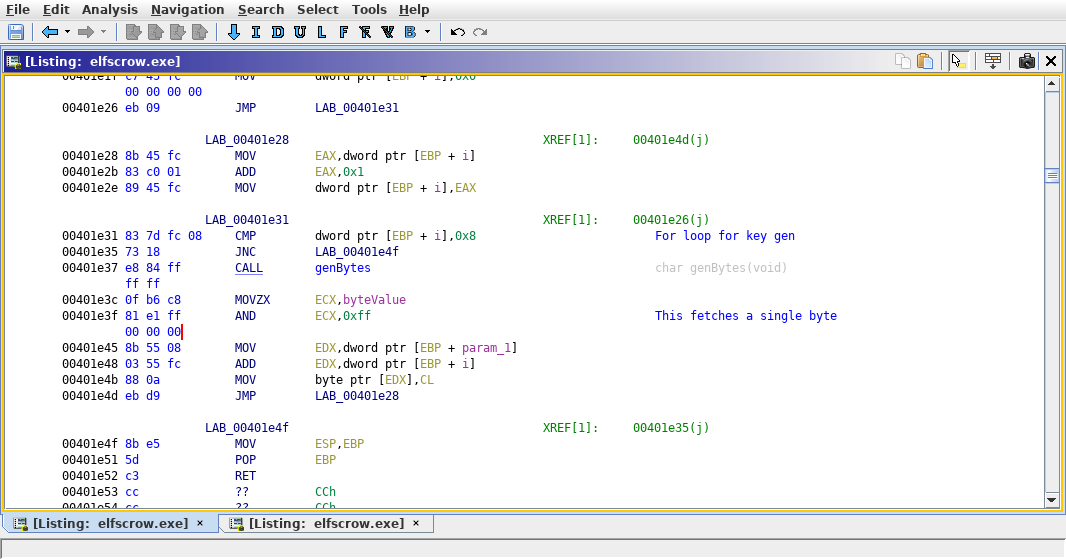 File Edit Analysis Navigation Search Select Tools Help
I D U L F R V B
[Listing: elfscrow.exe]
00401e1f c7 45 fc MOV dword ptr [EBP + i],0x0
00 00 00 00
00401e26 eb 09 JMP LAB_00401e31
LAB_00401e28 XREF[1]: 00401e4d(j)
00401e28 8b 45 fc MOV EAX,dword ptr [EBP + i]
00401e2b 83 c0 01 ADD EAX,0x1
00401e2e 89 45 fc MOV dword ptr [EBP + i],EAX
LAB_00401e31 XREF[1]: 00401e26(j)
00401e31 83 7d fc 08 CMP dword ptr [EBP + i],0x8 For loop for key gen
00401e35 73 18 JNC LAB_00401e4f
00401e37 e8 84 ff CALL genBytes char genBytes(void)
ff ff
00401e3c 0f b6 c8 MOVZX ECX,byteValue
00401e3f 81 e1 ff AND ECX,0xff This fetches a single byte
00 00 00
00401e45 8b 55 08 MOV EDX,dword ptr [EBP + param_1]
00401e48 03 55 fc ADD EDX,dword ptr [EBP + i]
00401e4b 88 0a MOV byte ptr [EDX],CL
00401e4d eb d9 JMP LAB_00401e28
LAB_00401e4f XREF[1]: 00401e35(j)
00401e4f 8b e5 MOV ESP,EBP
00401e51 5d POP EBP
00401e52 c3 RET
00401e53 cc ?? CCh
00401e54 cc ?? CCh
[Listing: elfscrow.exe] × [Listing: elfscrow.exe] ×